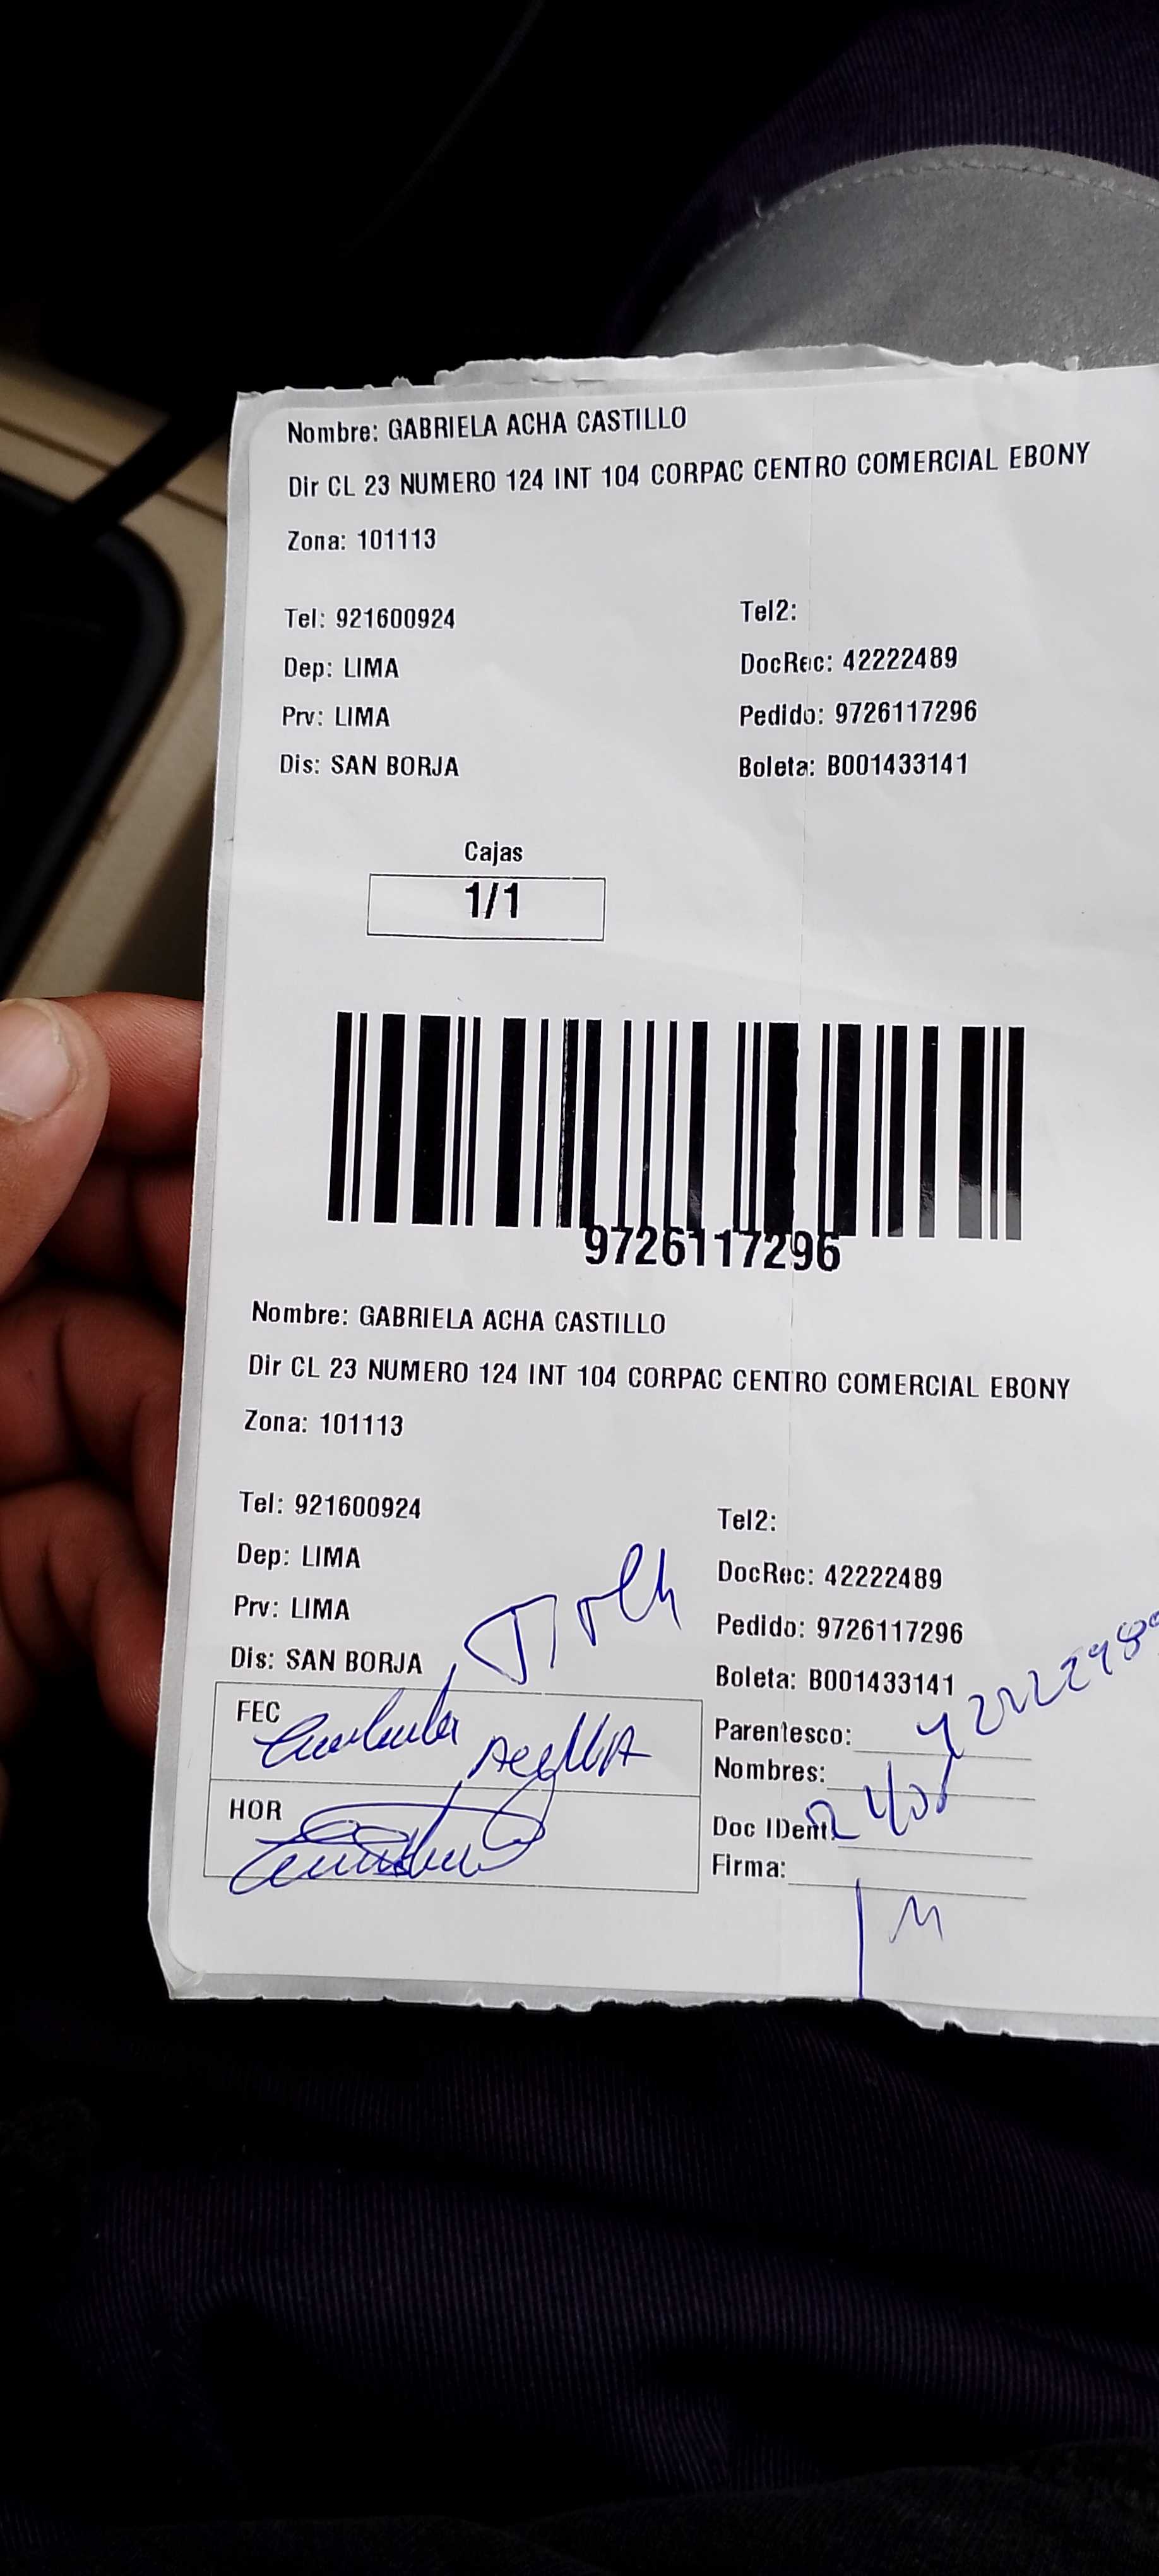 Nombre: GABRIELA ACHA CASTILLO
Dir CL 23 NUMERO 124 INT 104 CORPAC CENTRO COMERCIAL EBONY
Zona: 101113
Tel: 921600924 Tel2:
Dep: LIMA DocRec: 42222489
Prv: LIMA Pedido: 9726117296
Dis: SAN BORJA Boleta: B001433141
Cajas
1/1
9726117296
Nombre: GABRIELA ACHA CASTILLO
Dir CL 23 NUMERO 124 INT 104 CORPAC CENTRO COMERCIAL EBONY
Zona: 101113
Tel: 921600924 Tel2:
Dep: LIMA DocRec: 42222489
Prv: LIMA Pedido: 9726117296
Dis: SAN BORJA Boleta: B001433141
42222489
FEC Parentesco:
Nombres:
HOR Doc IDent:
Firma: